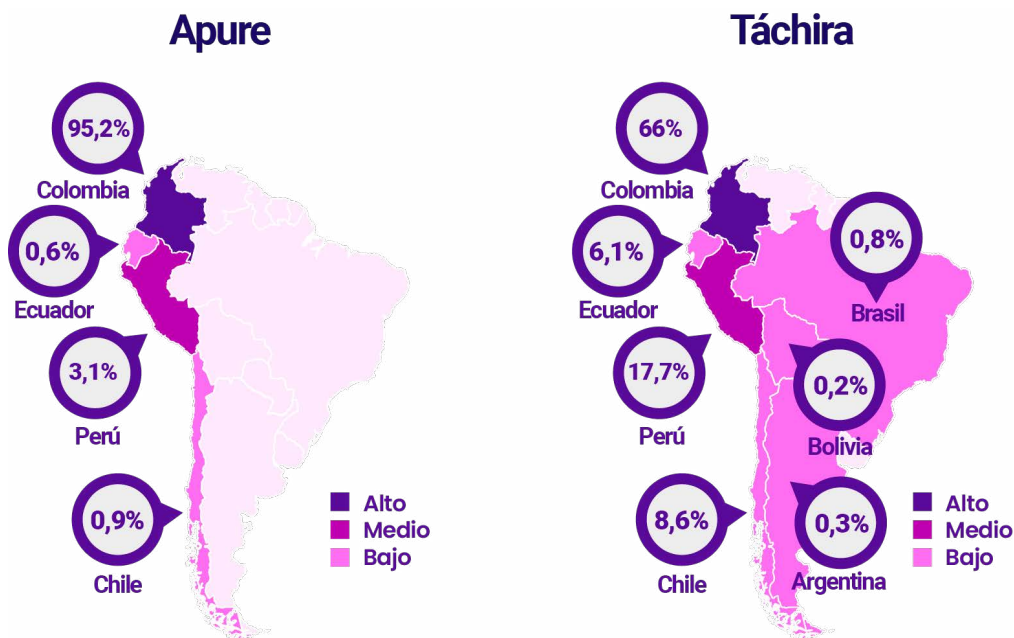 Apure
95,2%
Colombia
0,6%
Ecuador
3,1%
Perú
0,9%
Chile
Alto
Medio
Bajo
Táchira
66%
Colombia
6,1%
Ecuador
0,8%
Brasil
17,7%
Perú
0,2%
Bolivia
8,6%
Chile
0,3%
Argentina
Alto
Medio
Bajo